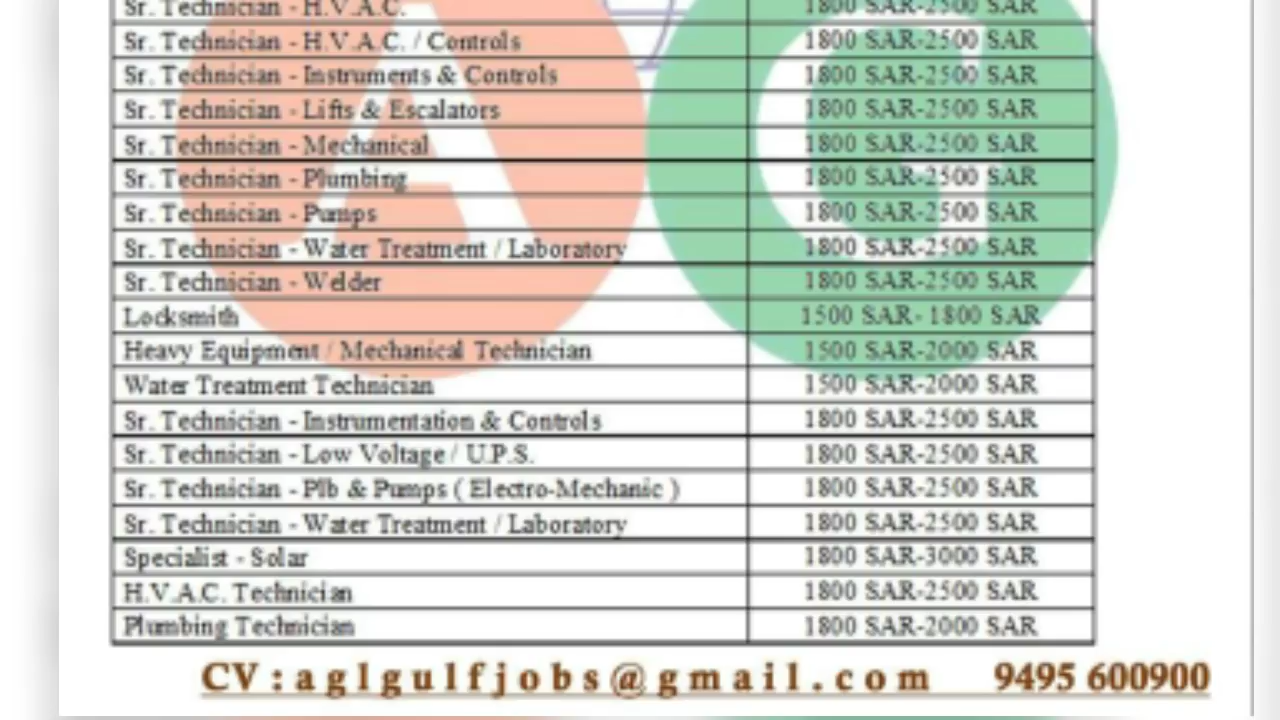 Sr. Technician - H.V.A.C. 1800 SAR-2500 SAR
Sr. Technician - H.V.A.C. / Controls 1800 SAR-2500 SAR
Sr. Technician - Instruments & Controls 1800 SAR-2500 SAR
Sr. Technician - Lifts & Escalators 1800 SAR-2500 SAR
Sr. Technician - Mechanical 1800 SAR-2500 SAR
Sr. Technician - Plumbing 1800 SAR-2500 SAR
Sr. Technician - Pumps 1800 SAR-2500 SAR
Sr. Technician - Water Treatment / Laboratory 1800 SAR-2500 SAR
Sr. Technician - Welder 1800 SAR-2500 SAR
Locksmith 1500 SAR- 1800 SAR
Heavy Equipment / Mechanical Technician 1500 SAR-2000 SAR
Water Treatment Technician 1500 SAR-2000 SAR
Sr. Technician - Instrumentation & Controls 1800 SAR-2500 SAR
Sr. Technician - Low Voltage / U.P.S. 1800 SAR-2500 SAR
Sr. Technician - Plb & Pumps ( Electro-Mechanic ) 1800 SAR-2500 SAR
Sr. Technician - Water Treatment / Laboratory 1800 SAR-2500 SAR
Specialist - Solar 1800 SAR-3000 SAR
H.V.A.C. Technician 1800 SAR-2500 SAR
Plumbing Technician 1800 SAR-2000 SAR
CV:aglgulfjobs@gmail.com 9495 600900
A G